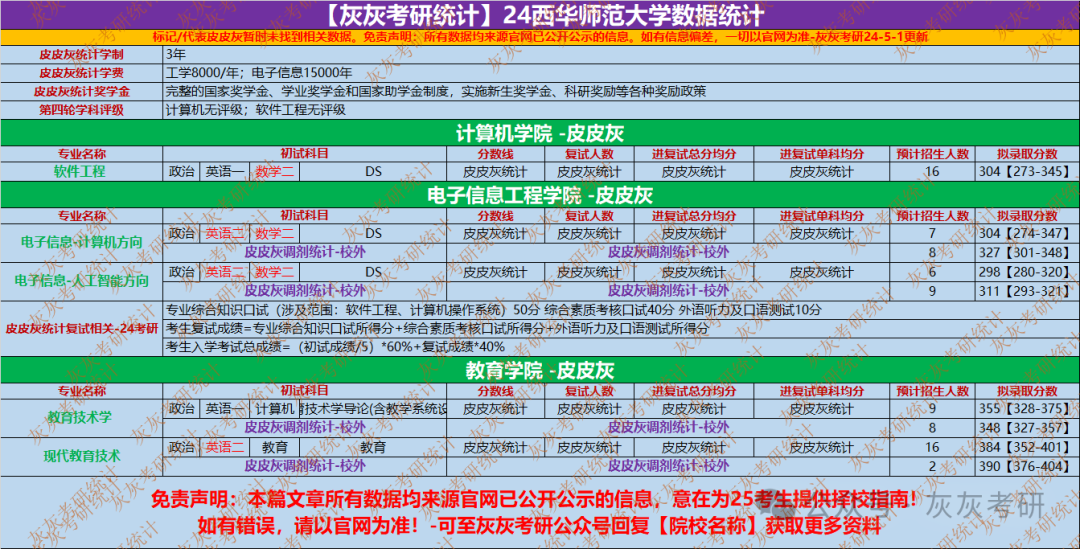 【灰灰考研统计】24西华师范大学数据统计
标记/代表皮皮灰暂时未找到相关数据。免责声明：所有数据均来源官网已公开公示的信息。如有信息偏差，一切以官网为准-灰灰考研24-5-1更新
皮皮灰统计学制 3年
皮皮灰统计学费 工学8000/年；电子信息15000年
皮皮灰统计奖学金 完整的国家奖学金、学业奖学金和国家助学金制度，实施新生奖学金、科研奖励等各种奖励政策
第四轮学科评级 计算机无评级；软件工程无评级
计算机学院 -皮皮灰
专业名称 初试科目 分数线 复试人数 进复试总分均分 进复试单科均分 预计招生人数 拟录取分数
软件工程 政治 英语一 数学二 DS 皮皮灰统计 皮皮灰统计 皮皮灰统计 皮皮灰统计 16 304【273-345】
电子信息工程学院 -皮皮灰
专业名称 初试科目 分数线 复试人数 进复试总分均分 进复试单科均分 预计招生人数 拟录取分数
电子信息-计算机方向 政治 英语二 数学二 DS 皮皮灰统计 皮皮灰统计 皮皮灰统计 皮皮灰统计 7 304【274-347】
皮皮灰调剂统计-校外 皮皮灰调剂统计-校外 8 327【301-348】
电子信息-人工智能方向 政治 英语二 数学二 DS 皮皮灰统计 皮皮灰统计 皮皮灰统计 皮皮灰统计 6 298【280-320】
皮皮灰调剂统计-校外 皮皮灰调剂统计-校外 9 311【293-321】
皮皮灰统计复试相关-24考研 专业综合知识口试（涉及范围：软件工程、计算机操作系统）50分 综合素质考核口试40分 外语听力及口语测试10分
考生复试成绩=专业综合知识口试所得分+综合素质考核口试所得分+外语听力及口语测试所得分
考生入学考试总成绩=（初试成绩/5）*60%+复试成绩*40%
教育学院 -皮皮灰
专业名称 初试科目 分数线 复试人数 进复试总分均分 进复试单科均分 预计招生人数 拟录取分数
教育技术学 政治 英语一 计算机 技术学导论(含教学系统设 皮皮灰统计 皮皮灰统计 皮皮灰统计 皮皮灰统计 9 355【328-375】
皮皮灰调剂统计-校外 皮皮灰调剂统计-校外 8 348【327-357】
现代教育技术 政治 英语二 教育 教育 皮皮灰统计 皮皮灰统计 皮皮灰统计 皮皮灰统计 16 384【352-401】
皮皮灰调剂统计-校外 皮皮灰调剂统计-校外 2 390【376-404】
免责声明：本篇文章所有数据均来源官网已公开公示的信息，意在为25考生提供择校指南！
如有错误，请以官网为准！-可至灰灰考研公众号回复【院校名称】获取更多资料
公众号 · 灰灰考研
灰灰考研统计